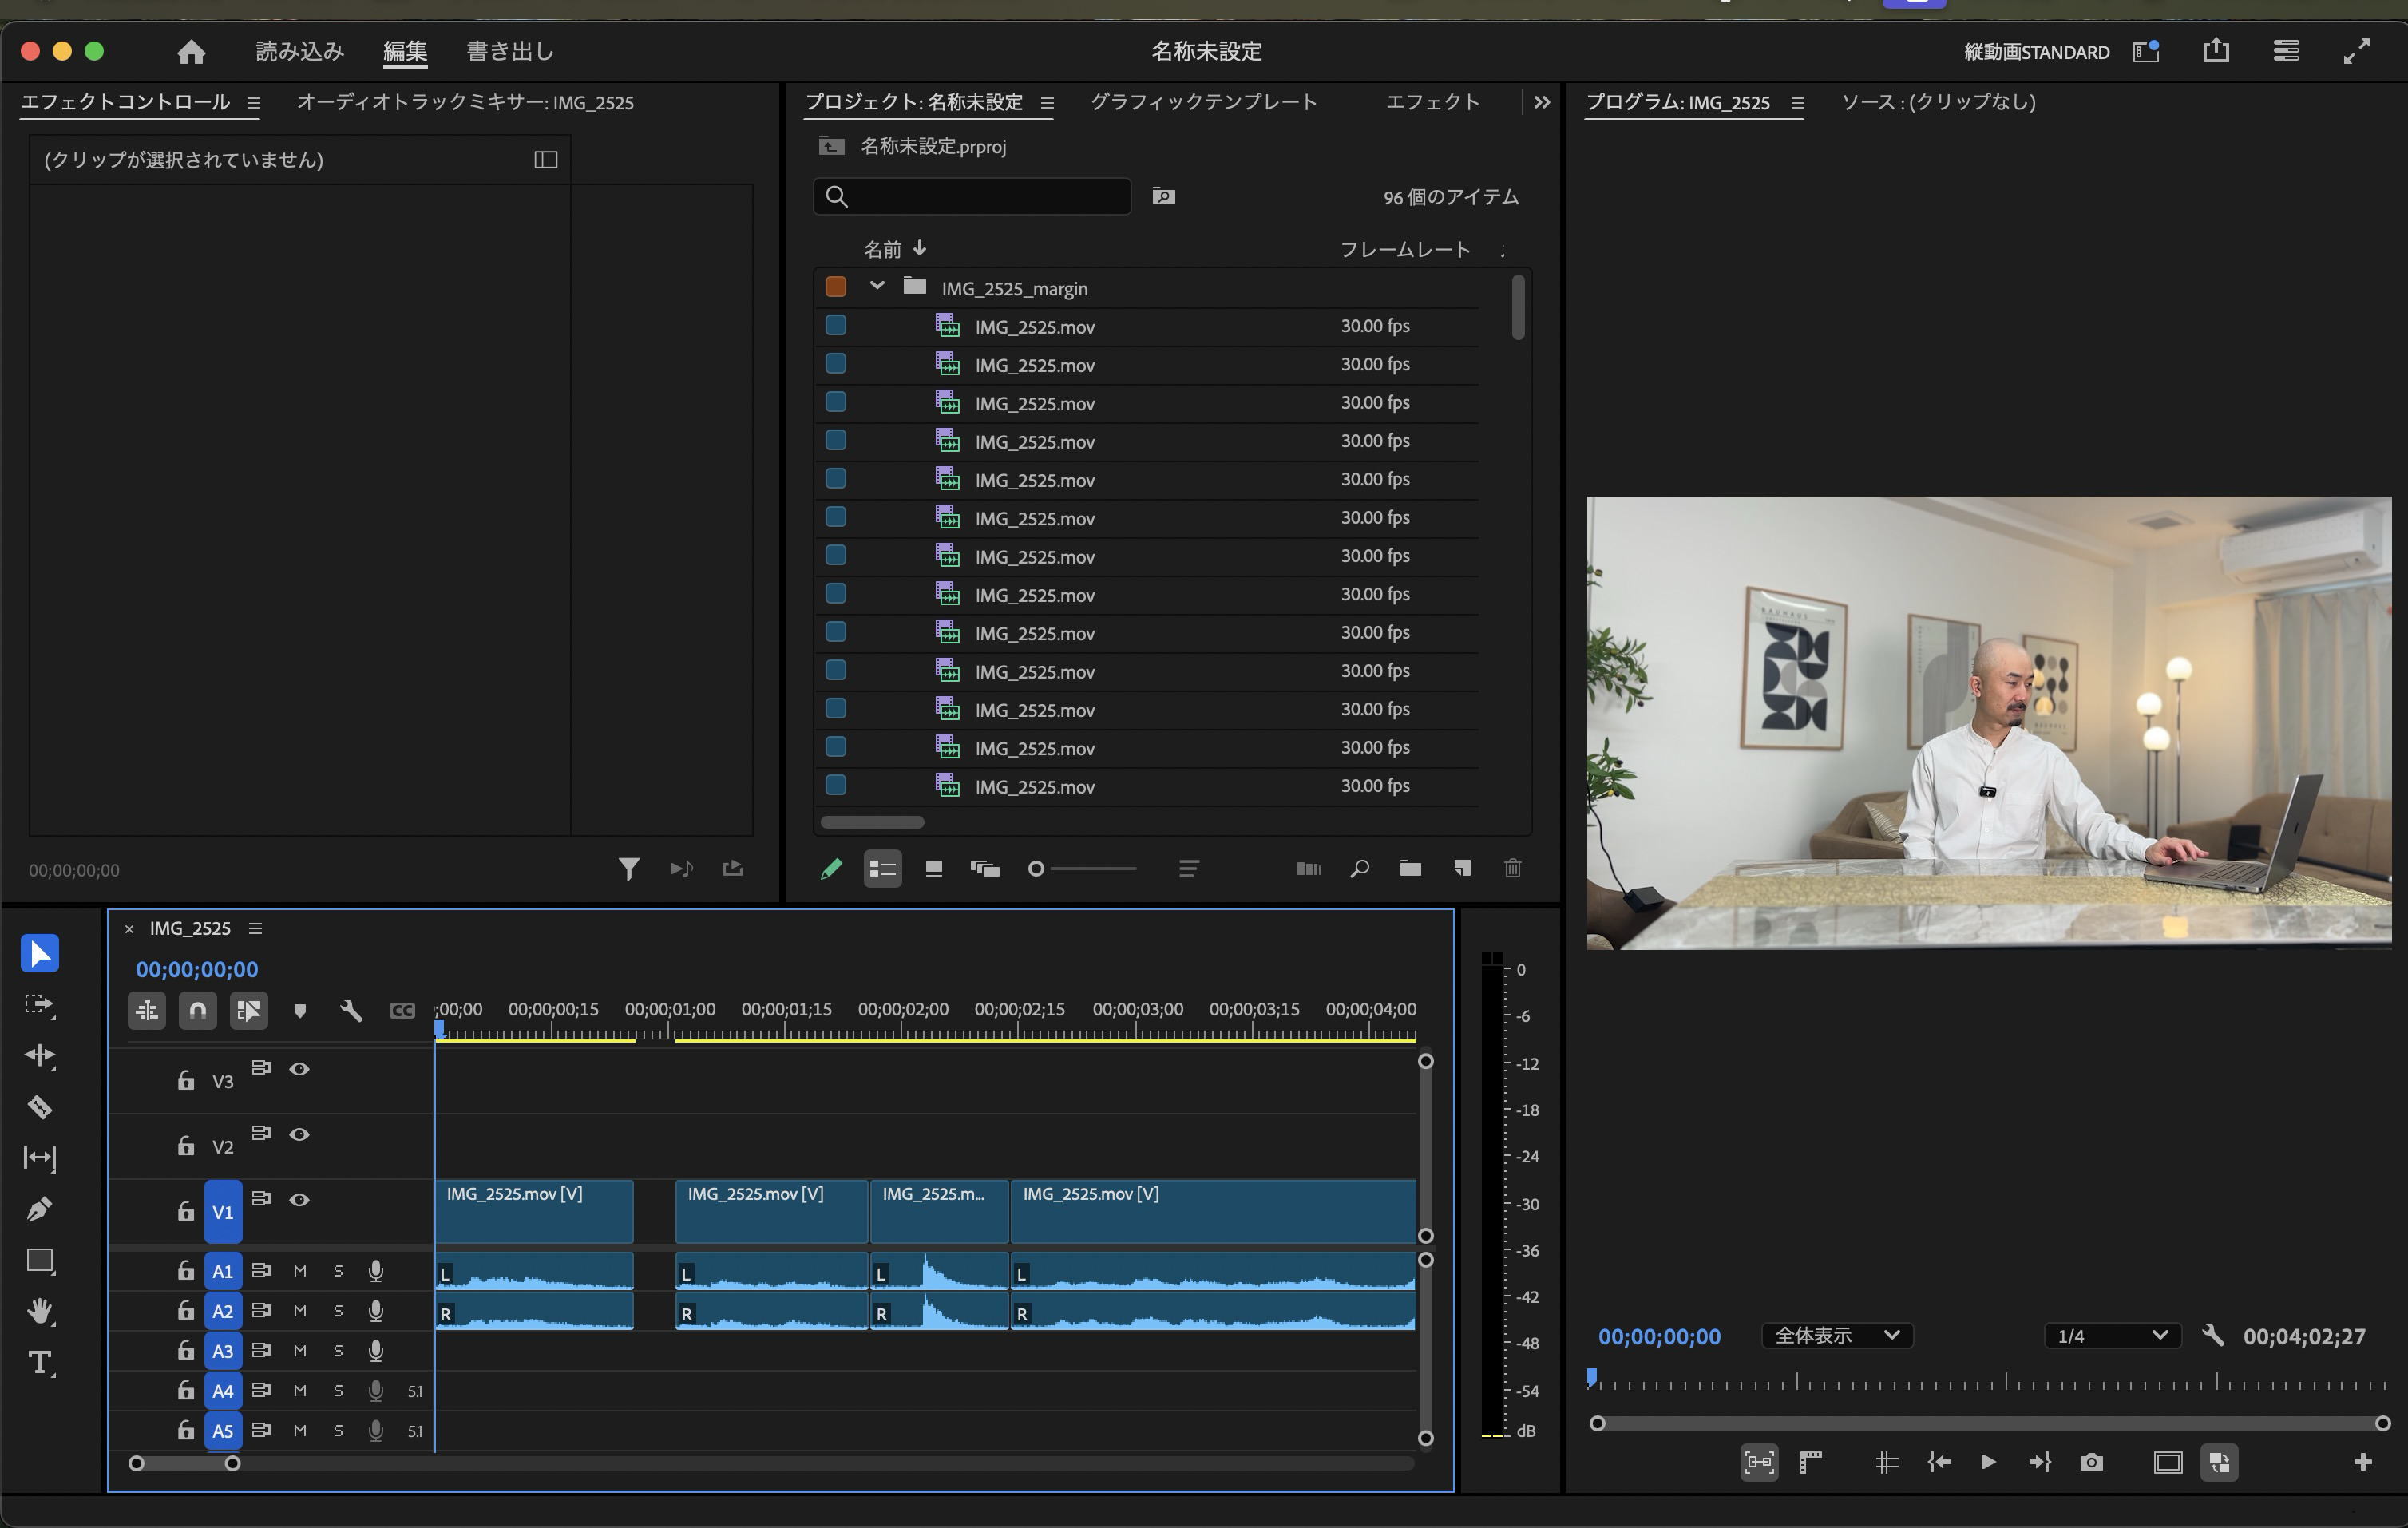 読み込み 編集 書き出し
名称未設定
縦動画STANDARD
エフェクトコントロール
オーディオトラックミキサー: IMG_2525
(クリップが選択されていません)
00;00;00;00
プロジェクト: 名称未設定
グラフィックテンプレート
エフェクト
名称未設定.prproj
96 個のアイテム
名前 フレームレート
IMG_2525_margin
IMG_2525.mov 30.00 fps
IMG_2525.mov 30.00 fps
IMG_2525.mov 30.00 fps
IMG_2525.mov 30.00 fps
IMG_2525.mov 30.00 fps
IMG_2525.mov 30.00 fps
IMG_2525.mov 30.00 fps
IMG_2525.mov 30.00 fps
IMG_2525.mov 30.00 fps
IMG_2525.mov 30.00 fps
IMG_2525.mov 30.00 fps
IMG_2525.mov 30.00 fps
IMG_2525.mov 30.00 fps
プログラム: IMG_2525
ソース : (クリップなし)
BAUHAUS
BAUHAUS
00;00;00;00 全体表示 1/4 00;04;02;27
IMG_2525
00;00;00;00
CC
;00;00 00;00;00;15 00;00;01;00 00;00;01;15 00;00;02;00 00;00;02;15 00;00;03;00 00;00;03;15 00;00;04;00
V3
V2
V1 IMG_2525.mov [V] IMG_2525.mov [V] IMG_2525.m... IMG_2525.mov [V]
A1 M S L L L L
A2 M S R R R R
A3 M S
A4 M S 5.1
A5 M S 5.1
0
-6
-12
-18
-24
-30
-36
-42
-48
-54
dB